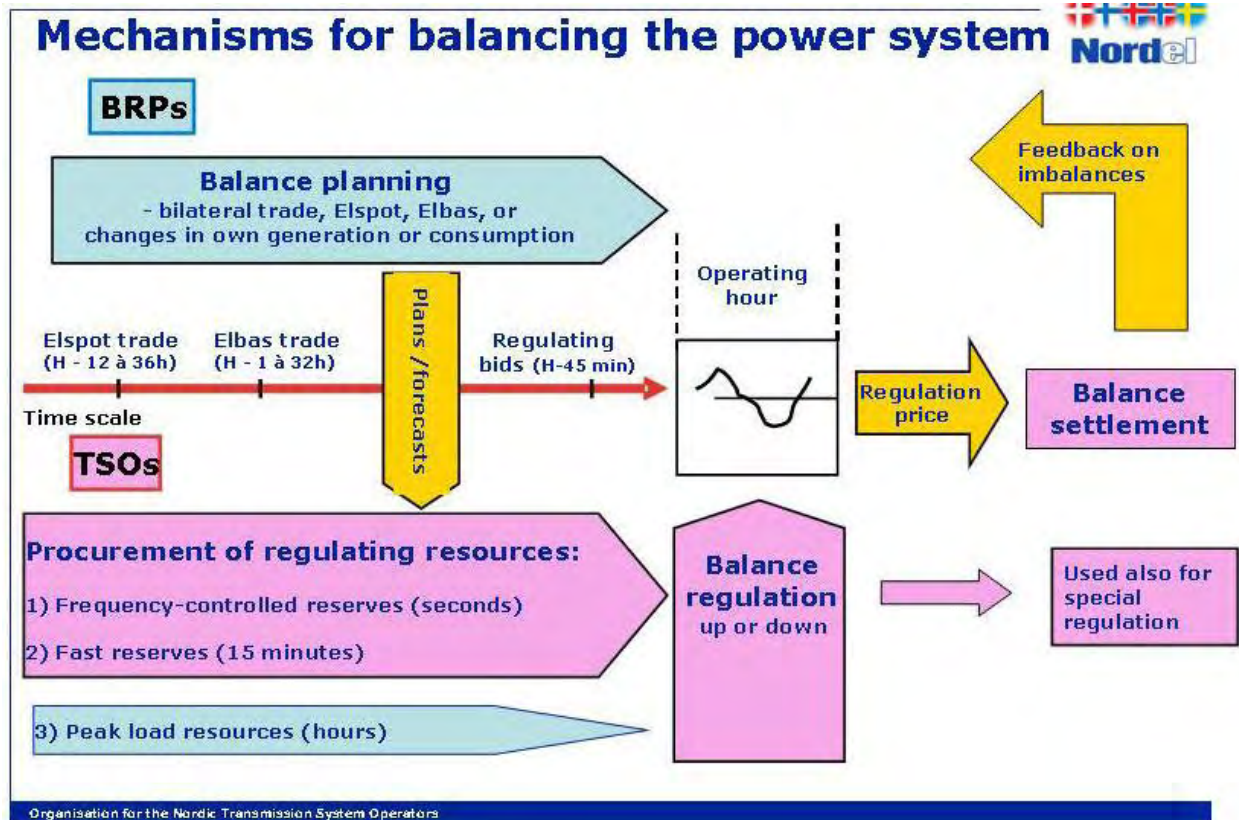 Mechanisms for balancing the power system
Nordel
BRPs
Balance planning
- bilateral trade, Elspot, Elbas, or
changes in own generation or consumption
Feedback on
imbalances
Operating
hour
Plans /forecasts
Elspot trade
(H - 12 à 36h)
Elbas trade
(H - 1 à 32h)
Regulating
bids (H-45 min)
Time scale
Regulation
price
Balance
settlement
TSOs
Procurement of regulating resources:
1) Frequency-controlled reserves (seconds)
2) Fast reserves (15 minutes)
3) Peak load resources (hours)
Balance
regulation
up or down
Used also for
special
regulation
Organisation for the Nordic Transmission System Operators